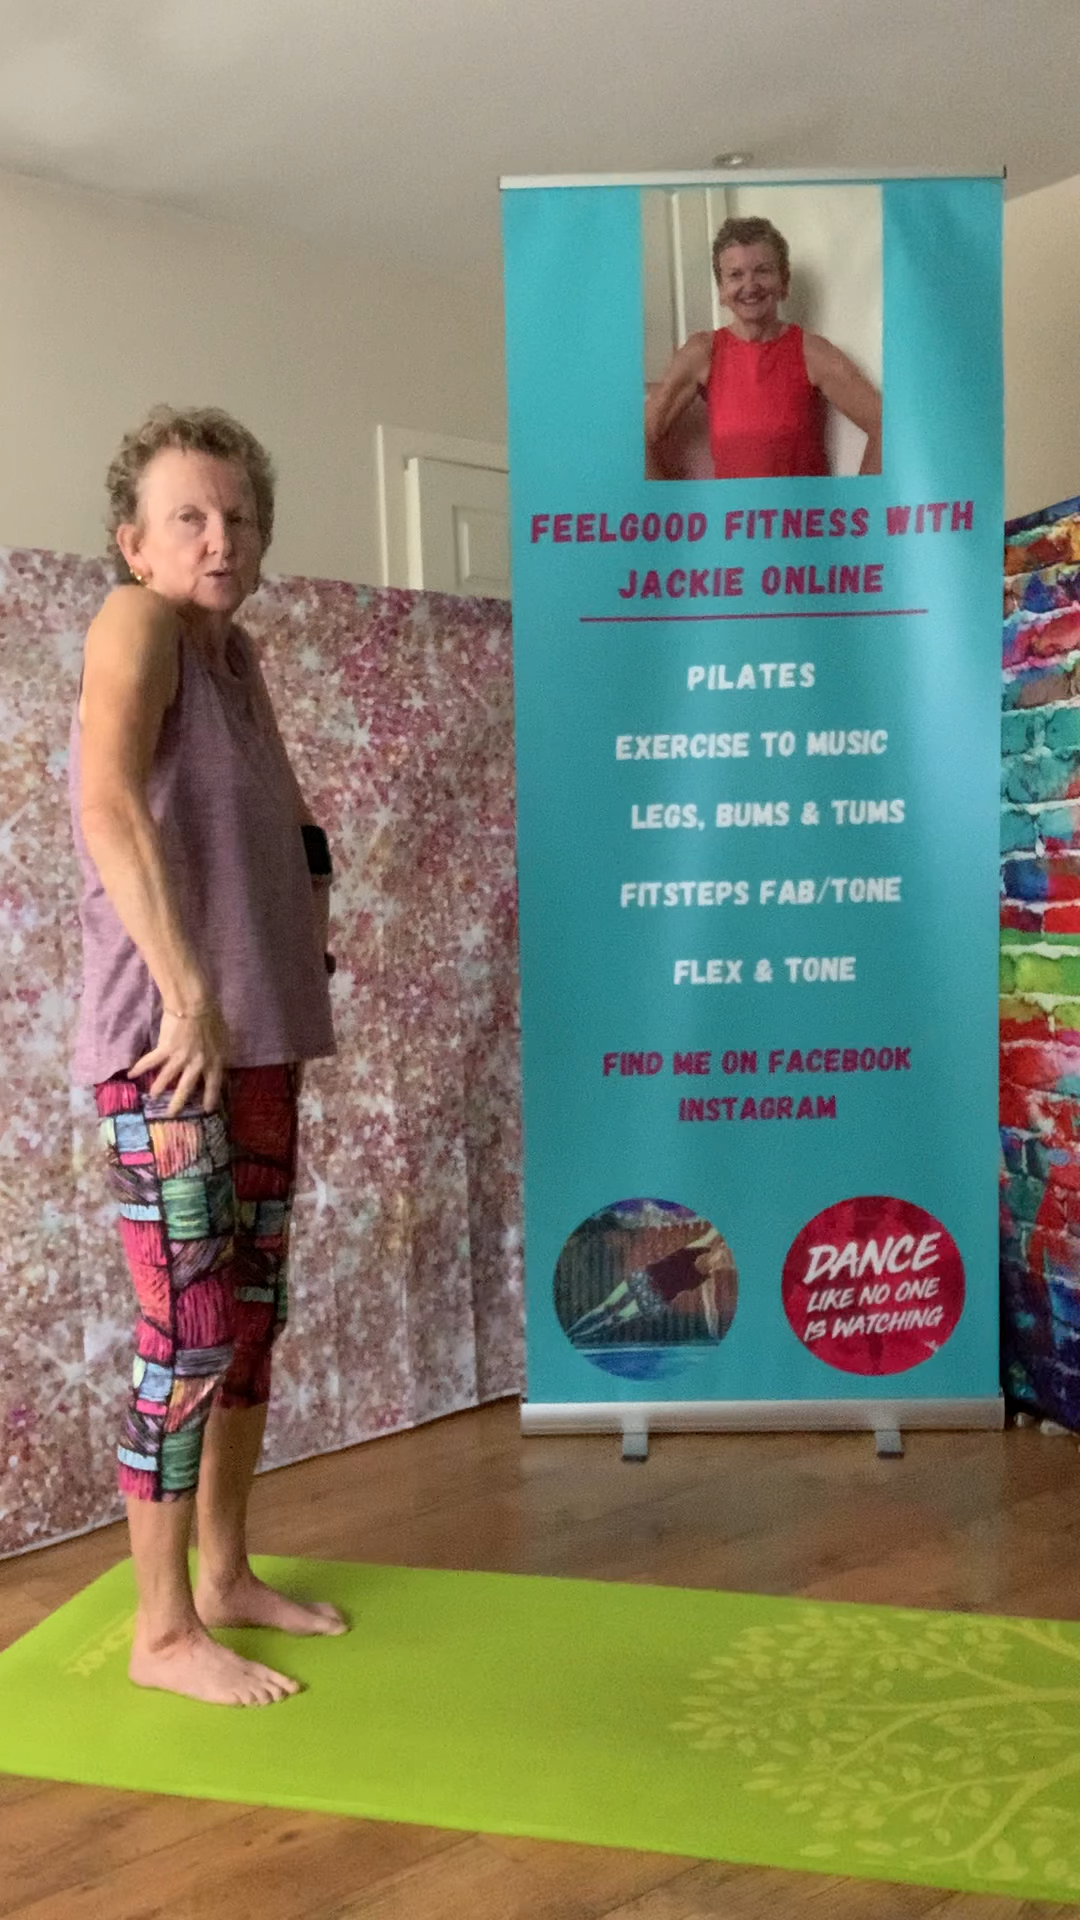 FEELGOOD FITNESS WITH
JACKIE ONLINE
PILATES
EXERCISE TO MUSIC
LEGS, BUMS & TUMS
FITSTEPS FAB/TONE
FLEX & TONE
FIND ME ON FACEBOOK
INSTAGRAM
DANCE
LIKE NO ONE
IS WATCHING